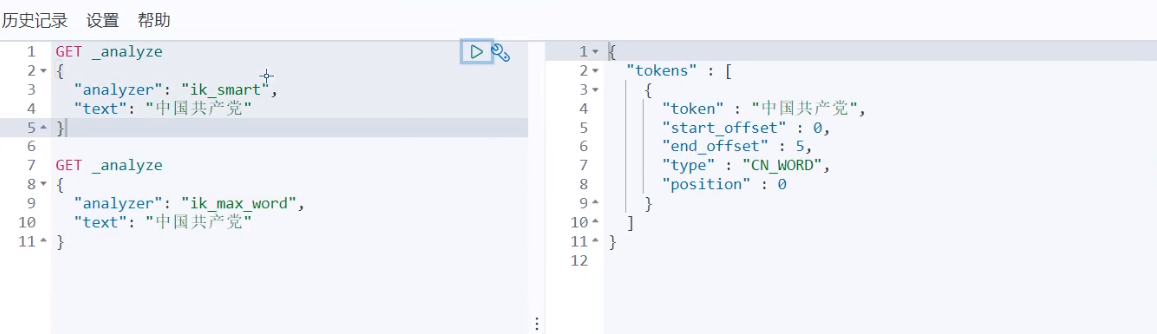 历史记录 设置 帮助
1 GET _analyze
2 {
3 "analyzer": "ik_smart",
4 "text": "中国共产党"
5 }
6
7 GET _analyze
8 {
9 "analyzer": "ik_max_word",
10 "text": "中国共产党"
11 }
1 {
2 "tokens" : [
3 {
4 "token" : "中国共产党",
5 "start_offset" : 0,
6 "end_offset" : 5,
7 "type" : "CN_WORD",
8 "position" : 0
9 }
10 ]
11 }
12